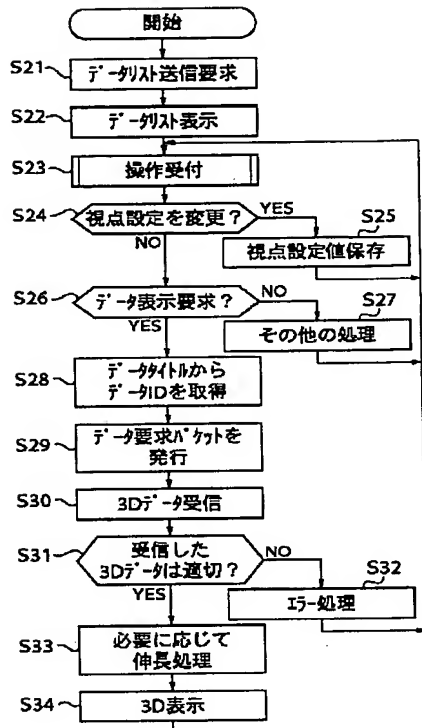 開始
S21
データリスト送信要求
S22
データリスト表示
S23
操作受付
S24
視点設定を変更?
YES
NO
S25
視点設定値保存
S26
データ表示要求?
NO
YES
S27
その他の処理
S28
データタイトルから
データIDを取得
S29
データ要求パケットを
発行
S30
3Dデータ受信
S31
受信した
3Dデータは適切?
NO
YES
S32
エラー処理
S33
必要に応じて
伸長処理
S34
3D表示